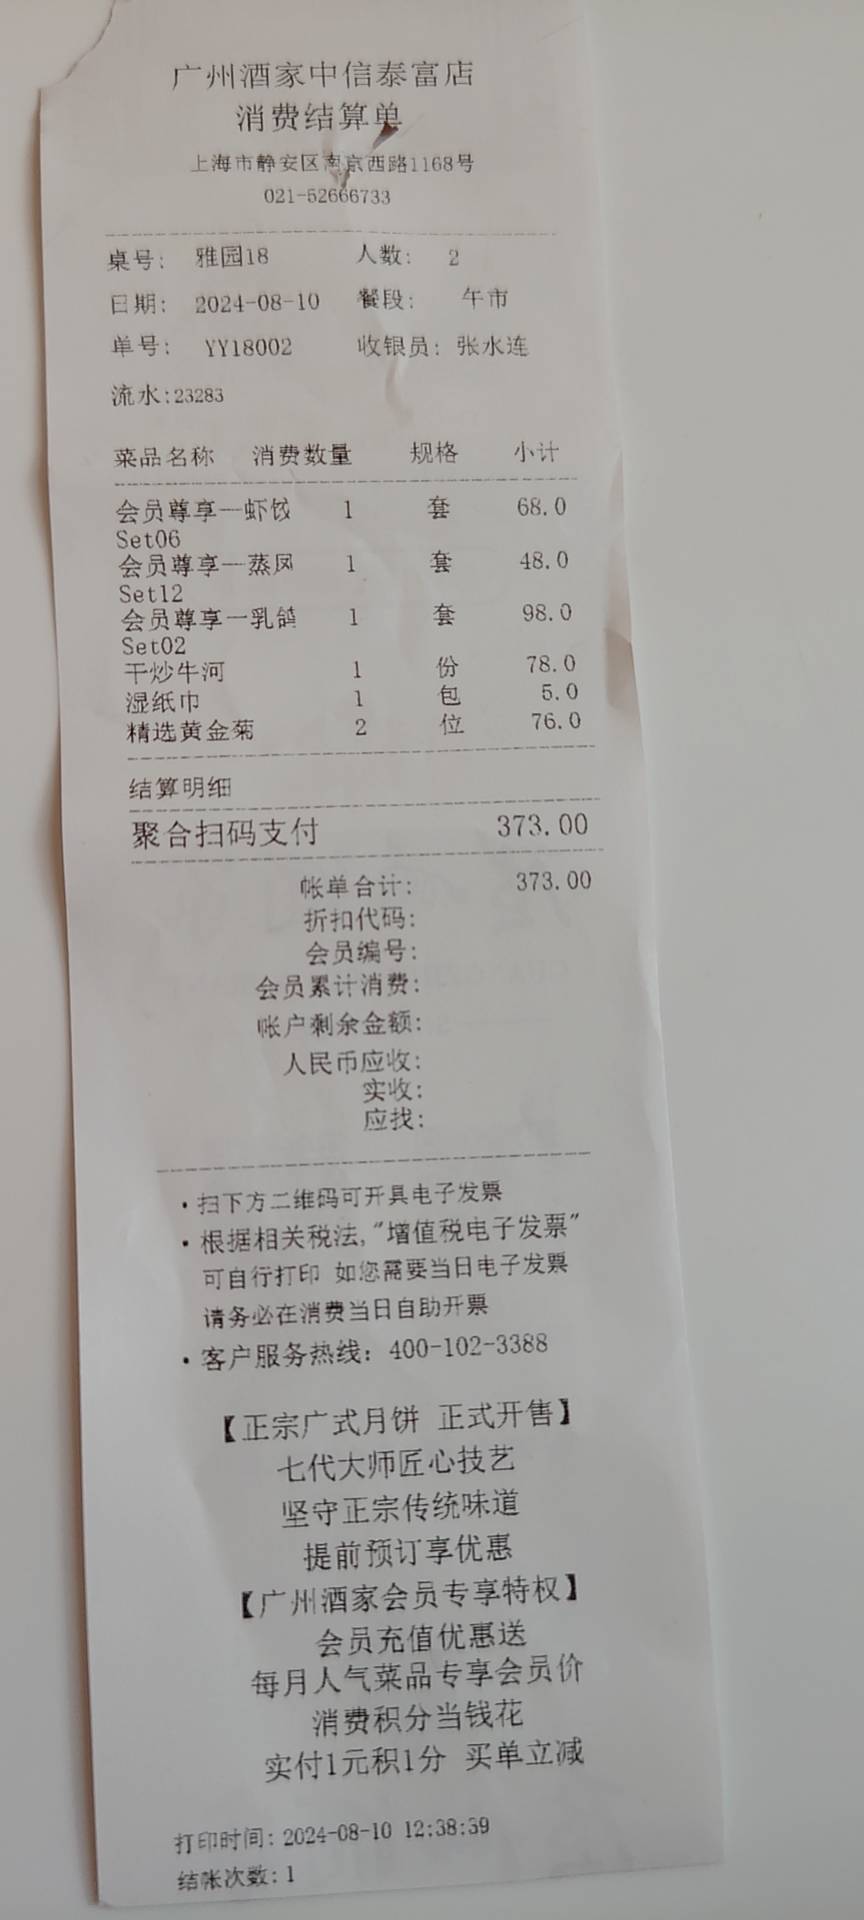 广州酒家中信泰富店
消费结算单
上海市静安区南京西路1168号
021-52666733
桌号: 雅园18 人数: 2
日期: 2024-08-10 餐段: 午市
单号: YY18002 收银员: 张水连
流水:23283
菜品名称 消费数量 规格 小计
会员尊享一虾饺 1 套 68.0
Set06
会员尊享一蒸凤 1 套 48.0
Set12
会员尊享一乳鸽 1 套 98.0
Set02
干炒牛河 1 份 78.0
湿纸巾 1 包 5.0
精选黄金菊 2 位 76.0
结算明细
聚合扫码支付 373.00
帐单合计: 373.00
折扣代码:
会员编号:
会员累计消费:
帐户剩余金额:
人民币应收:
实收:
应找:
·扫下方二维码可开具电子发票
·根据相关税法,"增值税电子发票"
可自行打印 如您需要当日电子发票
请务必在消费当日自助开票
·客户服务热线: 400-102-3388
【正宗广式月饼 正式开售】
七代大师匠心技艺
坚守正宗传统味道
提前预订享优惠
【广州酒家会员专享特权】
会员充值优惠送
每月人气菜品专享会员价
消费积分当钱花
实付1元积1分 买单立减
打印时间: 2024-08-10 12:38:39
结帐次数: 1